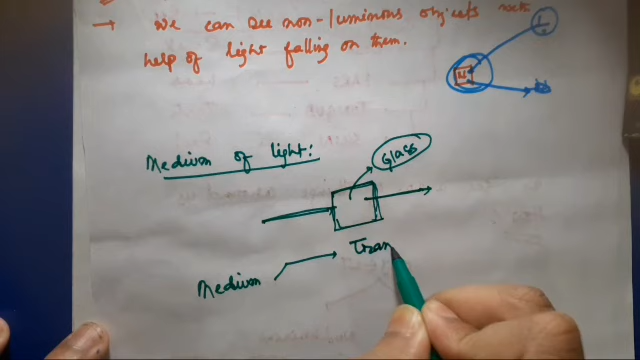 → we can see non-luminous objects with
help of light falling on them.
Medium of light:
Glass
Medium → Tran